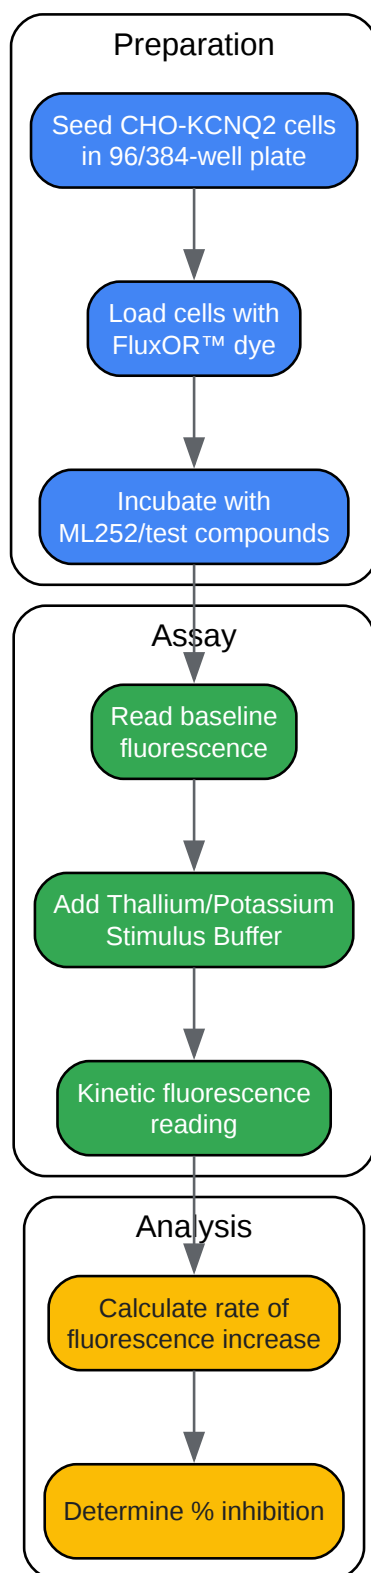 Preparation
Seed CHO-KCNQ2 cells
in 96/384-well plate
Load cells with
FluxOR™ dye
Incubate with
ML252/test compounds
Assay
Read baseline
fluorescence
Add Thallium/Potassium
Stimulus Buffer
Kinetic fluorescence
reading
Analysis
Calculate rate of
fluorescence increase
Determine % inhibition